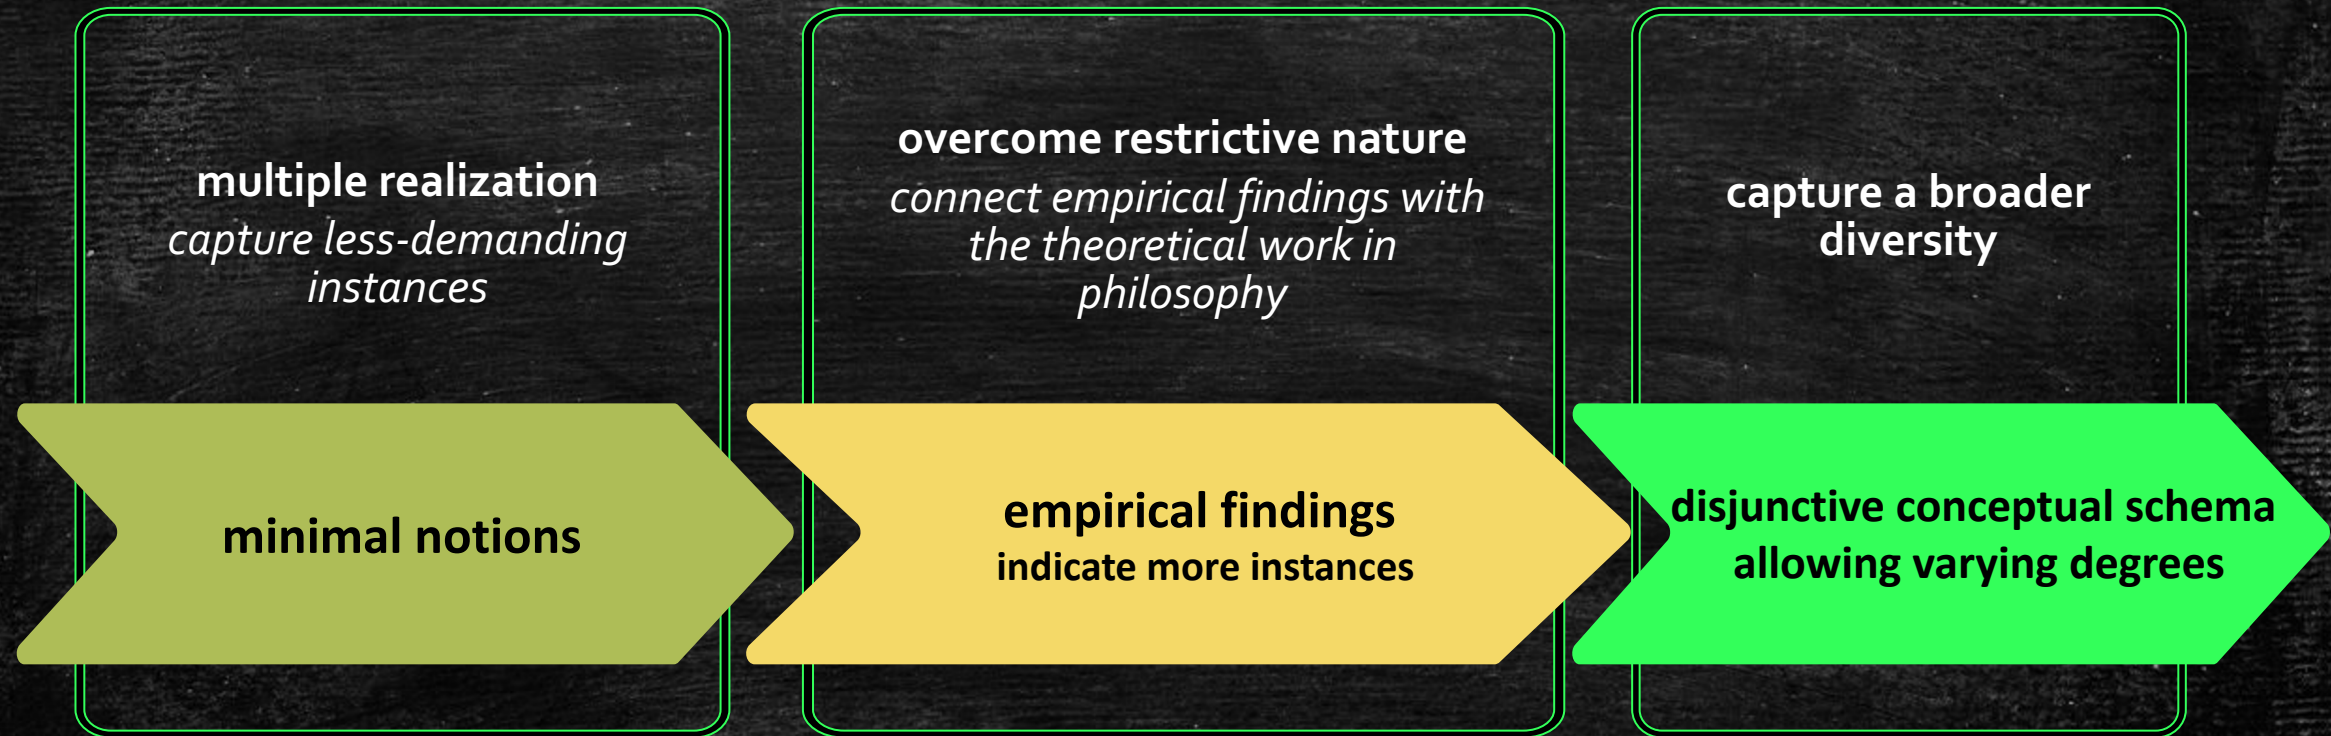 multiple realization
capture less-demanding
instances
minimal notions
overcome restrictive nature
connect empirical findings with
the theoretical work in
philosophy
empirical findings
indicate more instances
capture a broader
diversity
disjunctive conceptual schema
allowing varying degrees